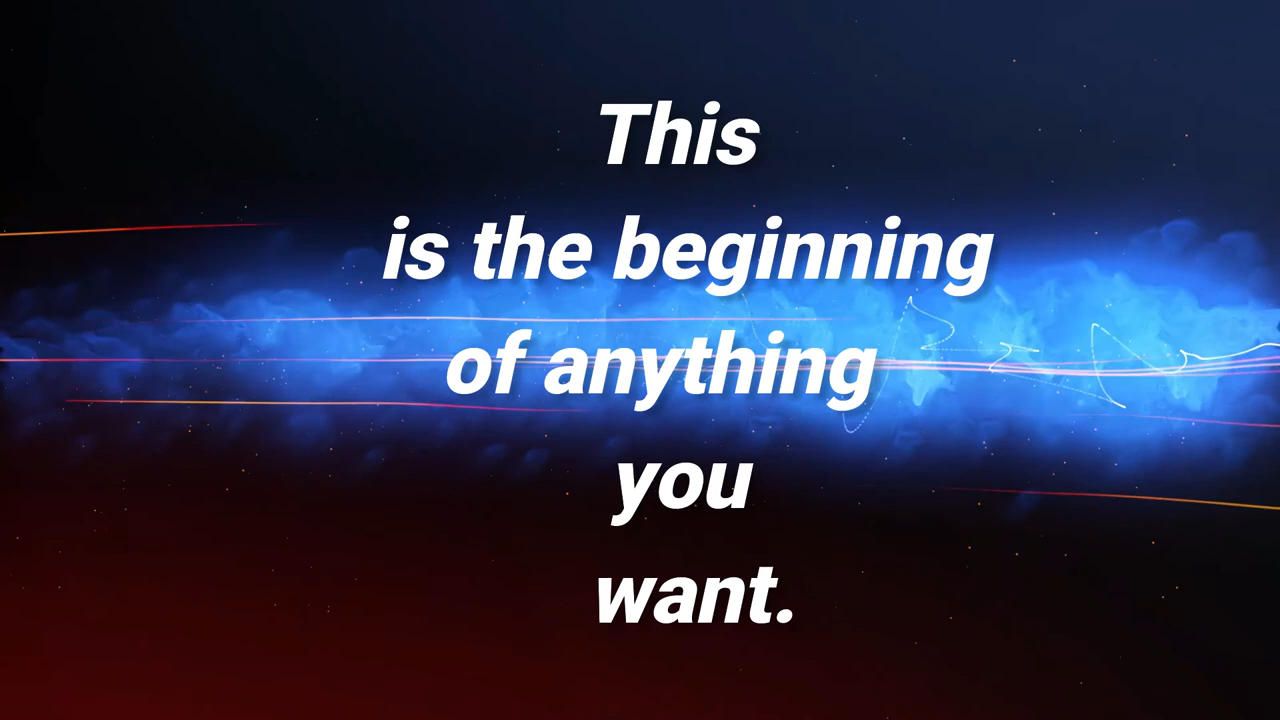 This
is the beginning
of anything
you
want.